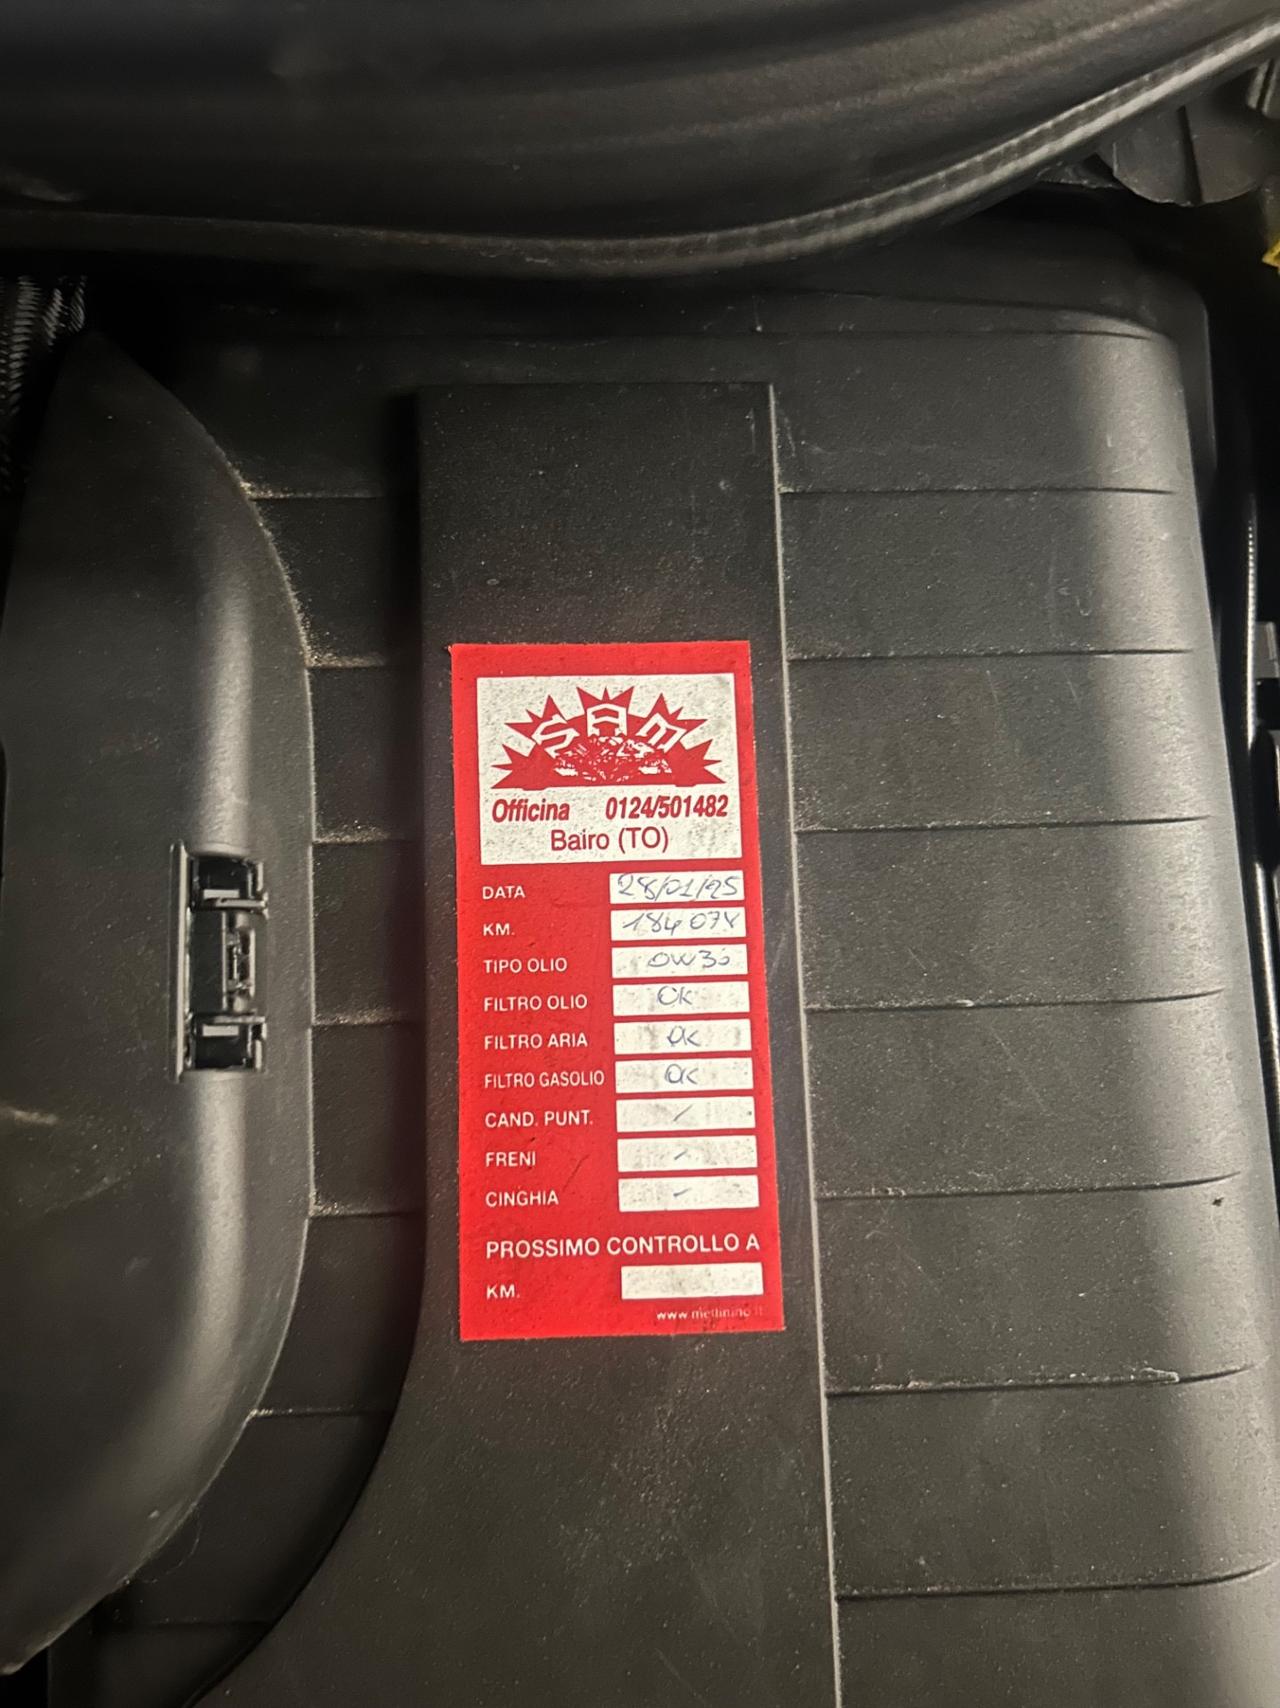 SAM
Officina 0124/501482
Bairo (TO)
DATA 28/01/25
KM.
TIPO OLIO 0W30
FILTRO OLIO Ok
FILTRO ARIA OK
FILTRO GASOLIO OK
CAND. PUNT. /
FRENI -
CINGHIA -
PROSSIMO CONTROLLO A
KM.